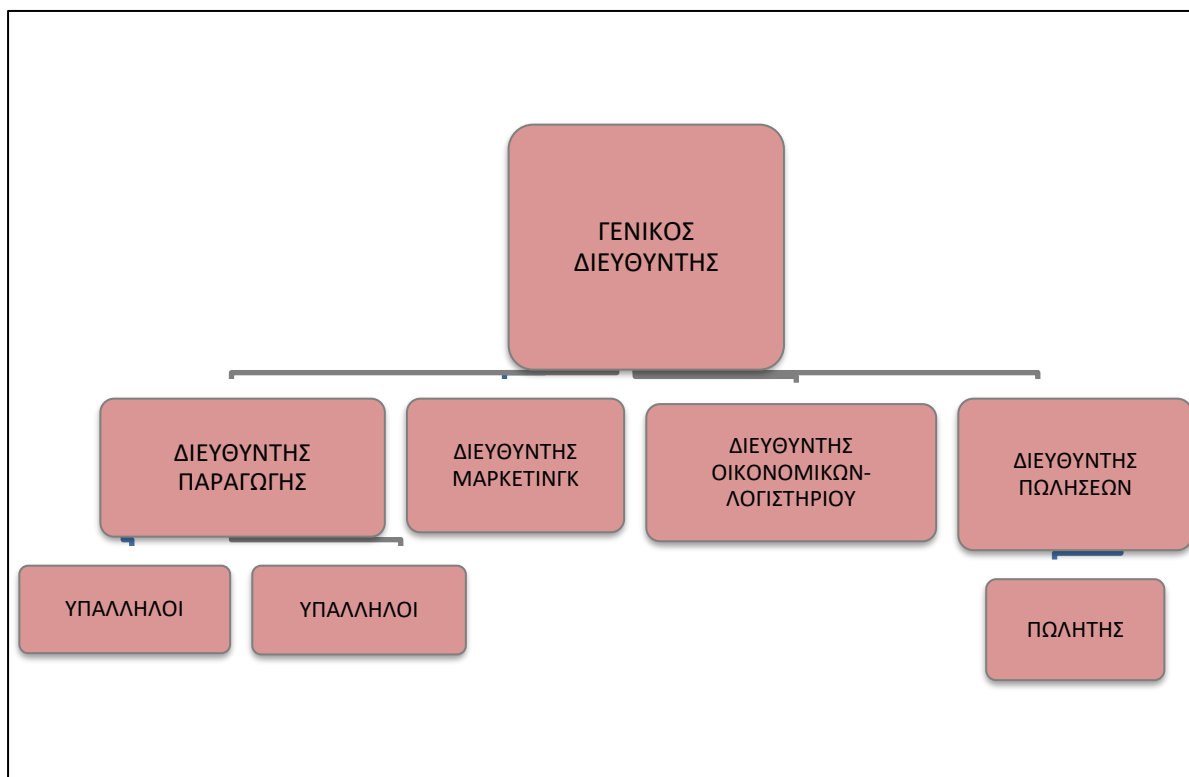 ΓΕΝΙΚΟΣ
ΔΙΕΥΘΥΝΤΗΣ
ΔΙΕΥΘΥΝΤΗΣ
ΠΑΡΑΓΩΓΗΣ
ΔΙΕΥΘΥΝΤΗΣ
ΜΑΡΚΕΤΙΝΓΚ
ΔΙΕΥΘΥΝΤΗΣ
ΟΙΚΟΝΟΜΙΚΩΝ-
ΛΟΓΙΣΤΗΡΙΟΥ
ΔΙΕΥΘΥΝΤΗΣ
ΠΩΛΗΣΕΩΝ
ΥΠΑΛΛΗΛΟΙ
ΥΠΑΛΛΗΛΟΙ
ΠΩΛΗΤΗΣ